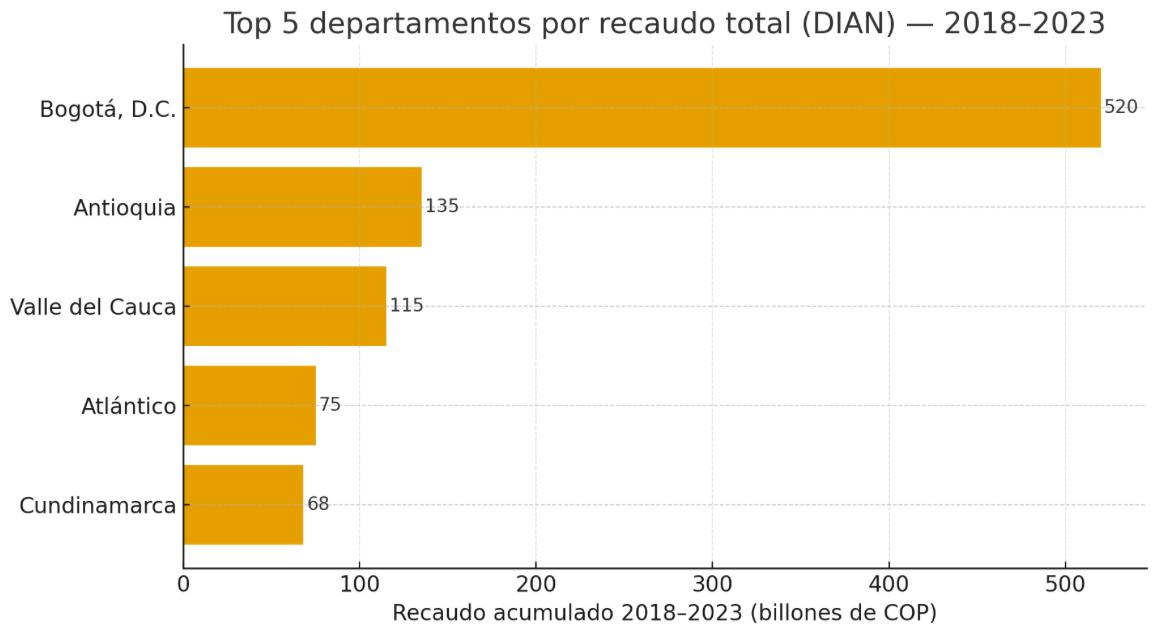 Top 5 departamentos por recaudo total (DIAN) — 2018–2023
Bogotá, D.C.
520
Antioquia
135
Valle del Cauca
115
Atlántico
75
Cundinamarca
68
0 100 200 300 400 500
Recaudo acumulado 2018–2023 (billones de COP)